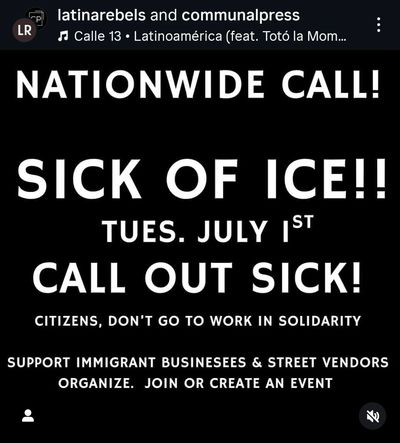 latinarebels and communalpress
Calle 13 • Latinoamérica (feat. Totó la Mom...
LR
NATIONWIDE CALL!
SICK OF ICE!!
TUES. JULY 1ST
CALL OUT SICK!
CITIZENS, DON'T GO TO WORK IN SOLIDARITY
SUPPORT IMMIGRANT BUSINESEES & STREET VENDORS
ORGANIZE. JOIN OR CREATE AN EVENT